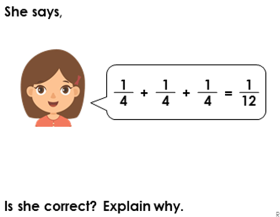 She says,
1/4 + 1/4 + 1/4 = 1/12
Is she correct? Explain why.